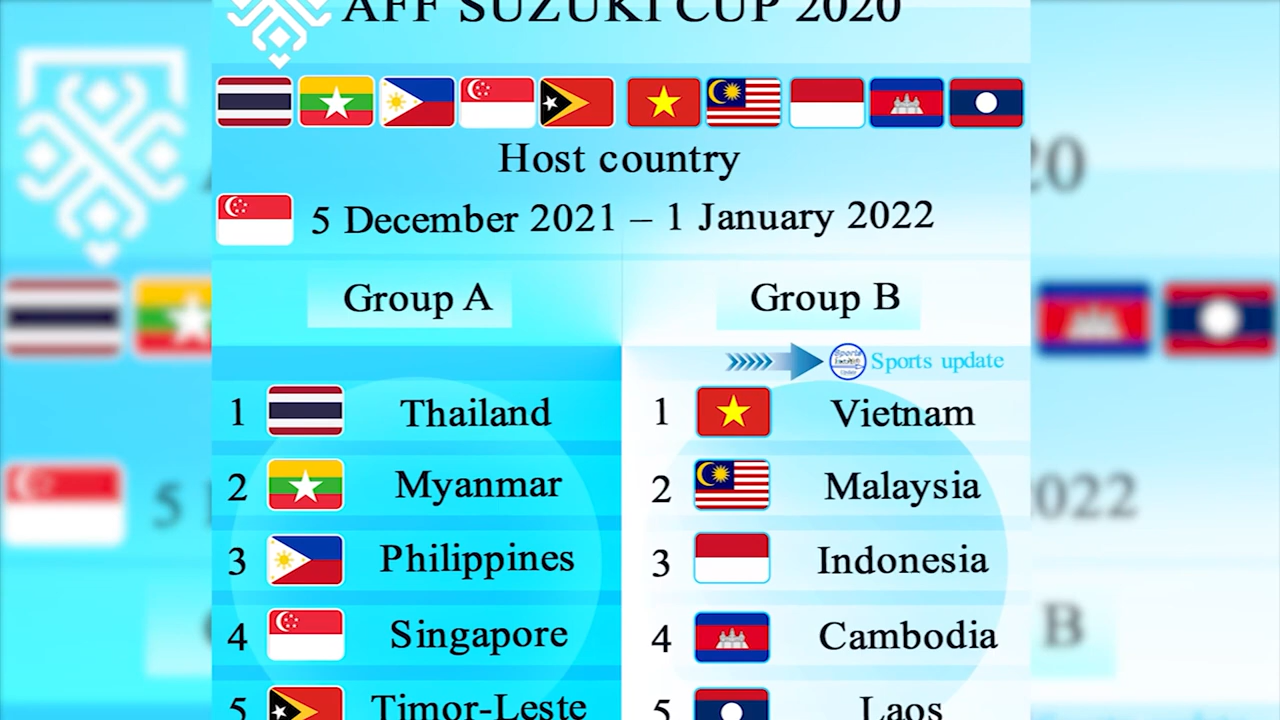 AFF SUZUKI CUP 2020
Host country
5 December 2021 – 1 January 2022
Group A
Group B
Sports update
1 Thailand
1 Vietnam
2 Myanmar
2 Malaysia
3 Philippines
3 Indonesia
4 Singapore
4 Cambodia
5 Timor-Leste
5 Laos